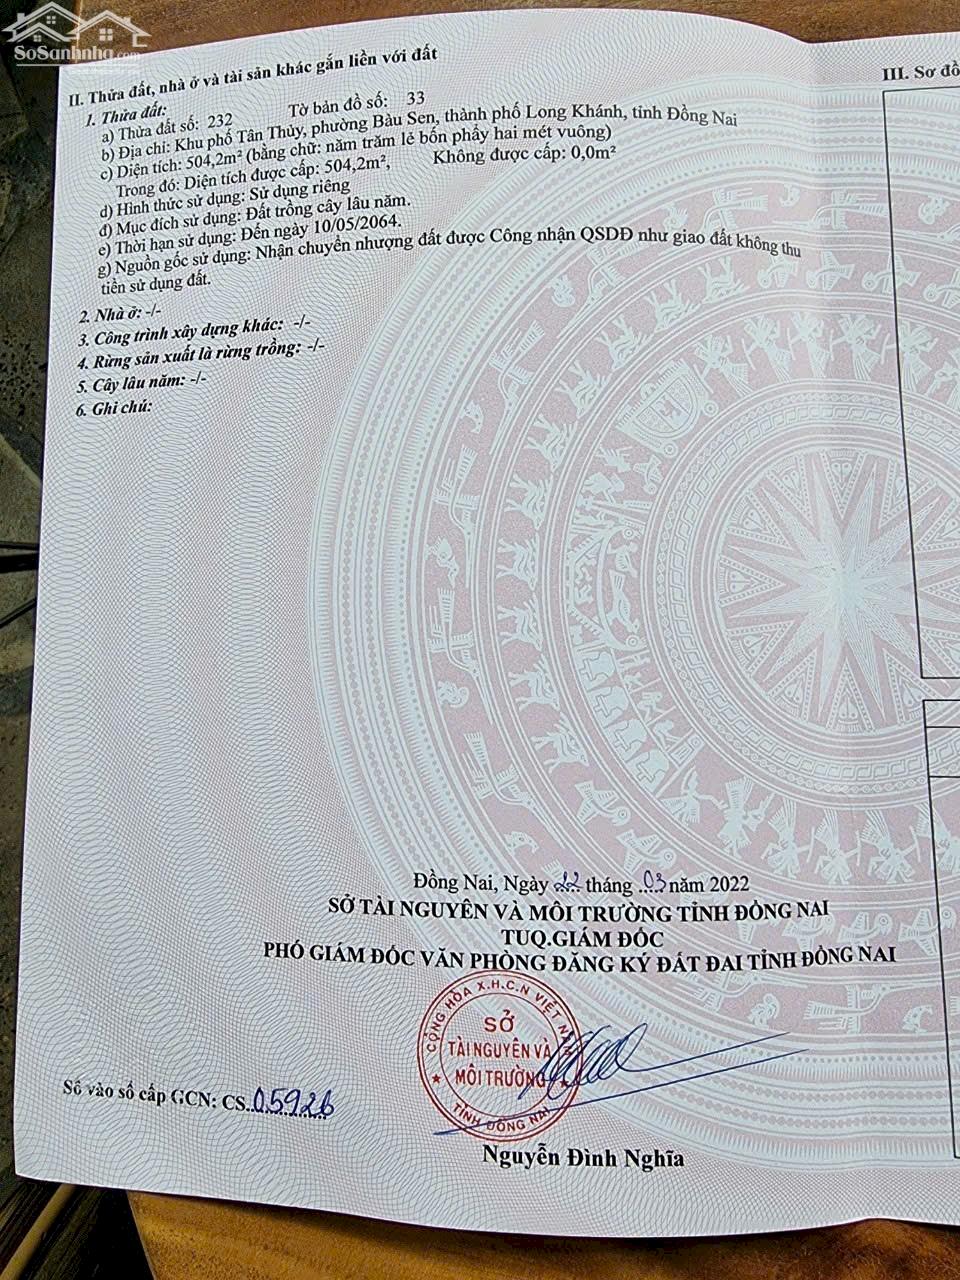 SoSanhnha.com
II. Thửa đất, nhà ở và tài sản khác gắn liền với đất
1. Thửa đất:
a) Thửa đất số: 232 Tờ bản đồ số: 33
b) Địa chỉ: Khu phố Tân Thủy, phường Bàu Sen, thành phố Long Khánh, tỉnh Đồng Nai
c) Diện tích: 504,2m² (bằng chữ: năm trăm lẻ bốn phẩy hai mét vuông)
Trong đó: Diện tích được cấp: 504,2m², Không được cấp: 0,0m²
d) Hình thức sử dụng: Sử dụng riêng
đ) Mục đích sử dụng: Đất trồng cây lâu năm.
e) Thời hạn sử dụng: Đến ngày 10/05/2064.
g) Nguồn gốc sử dụng: Nhận chuyển nhượng đất được Công nhận QSDĐ như giao đất không thu
tiền sử dụng đất.
2. Nhà ở: -/-
3. Công trình xây dựng khác: -/-
4. Rừng sản xuất là rừng trồng: -/-
5. Cây lâu năm: -/-
6. Ghi chú:
III. Sơ đồ
Đồng Nai, Ngày 22 tháng 03 năm 2022
SỞ TÀI NGUYÊN VÀ MÔI TRƯỜNG TỈNH ĐỒNG NAI
TUQ.GIÁM ĐỐC
PHÓ GIÁM ĐỐC VĂN PHÒNG ĐĂNG KÝ ĐẤT ĐAI TỈNH ĐỒNG NAI
CỘNG HÒA X.H.C.N VIỆT N
SỞ
TÀI NGUYÊN VÀ
MÔI TRƯỜNG
TỈNH ĐỒNG NAI
Số vào sổ cấp GCN: CS.05926
Nguyễn Đình Nghĩa